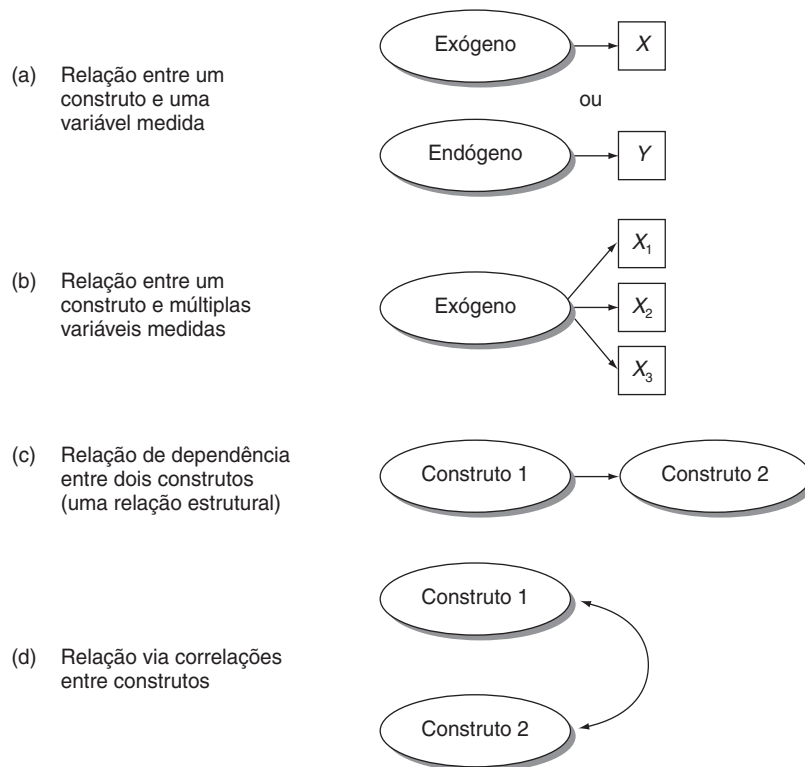 (a) Relação entre um
construto e uma
variável medida
Exógeno
X
ou
Endógeno
Y
(b) Relação entre um
construto e múltiplas
variáveis medidas
Exógeno
X1
X2
X3
(c) Relação de dependência
entre dois construtos
(uma relação estrutural)
Construto 1
Construto 2
(d) Relação via correlações
entre construtos
Construto 1
Construto 2